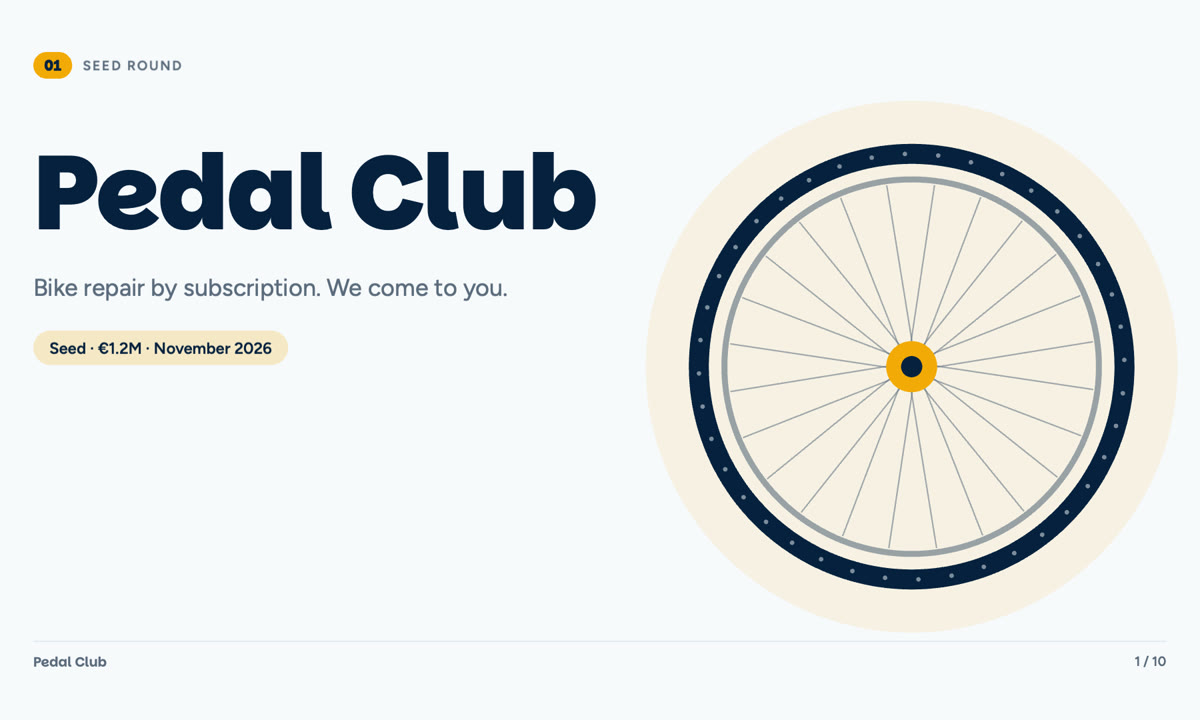 01 SEED ROUND
Pedal Club
Bike repair by subscription. We come to you.
Seed · €1.2M · November 2026
Pedal Club
1 / 10